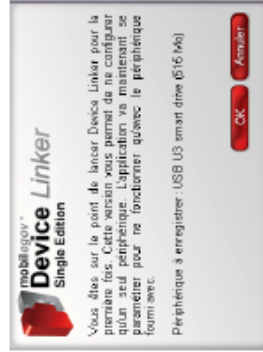 mobilegov
Device Linker
Single Edition
Vous êtes sur le point de lancer Device Linker pour la
première fois. Cette version vous permet de ne configurer
qu'un seul périphérique. L'application va maintenant se
paramétrer pour ne fonctionner qu'avec le périphérique
fourni avec.
Périphérique à enregistrer : USB U3 smart drive (616 Mo)
OK
Annuler